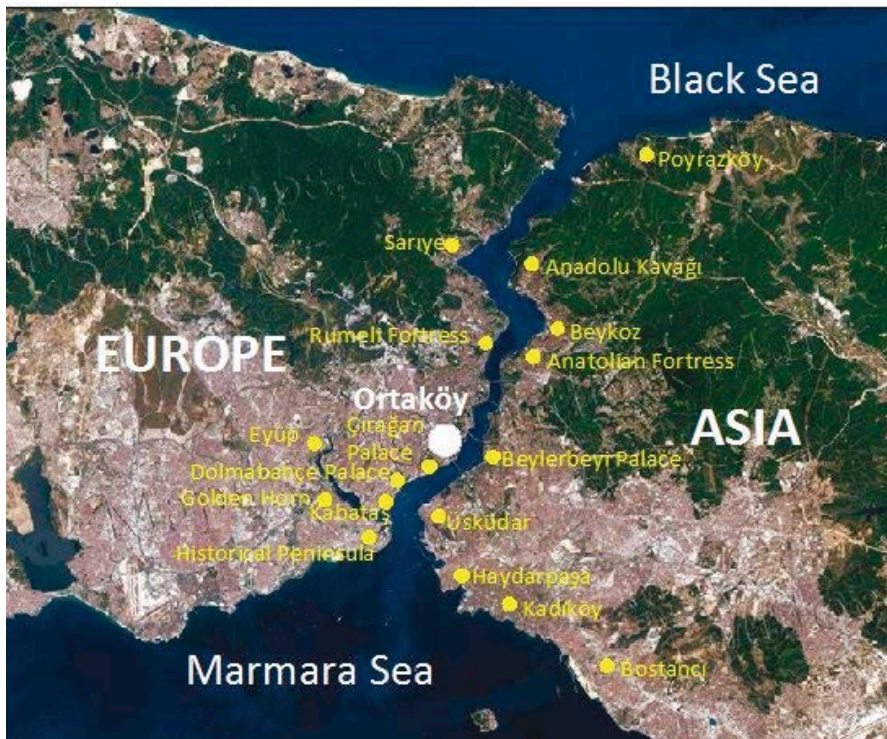 Black Sea
Poyrazköy
Sarıyer
Anadolu Kavağı
Beykoz
Rumeli Fortress
EUROPE
Anatolian Fortress
Ortaköy
ASIA
Çırağan
Palace
Eyüp
Beylerbeyi Palace
Dolmabahçe Palace
Golden Horn
Kabataş
Üsküdar
Historical Peninsula
Haydarpaşa
Kadıköy
Marmara Sea
Bostancı